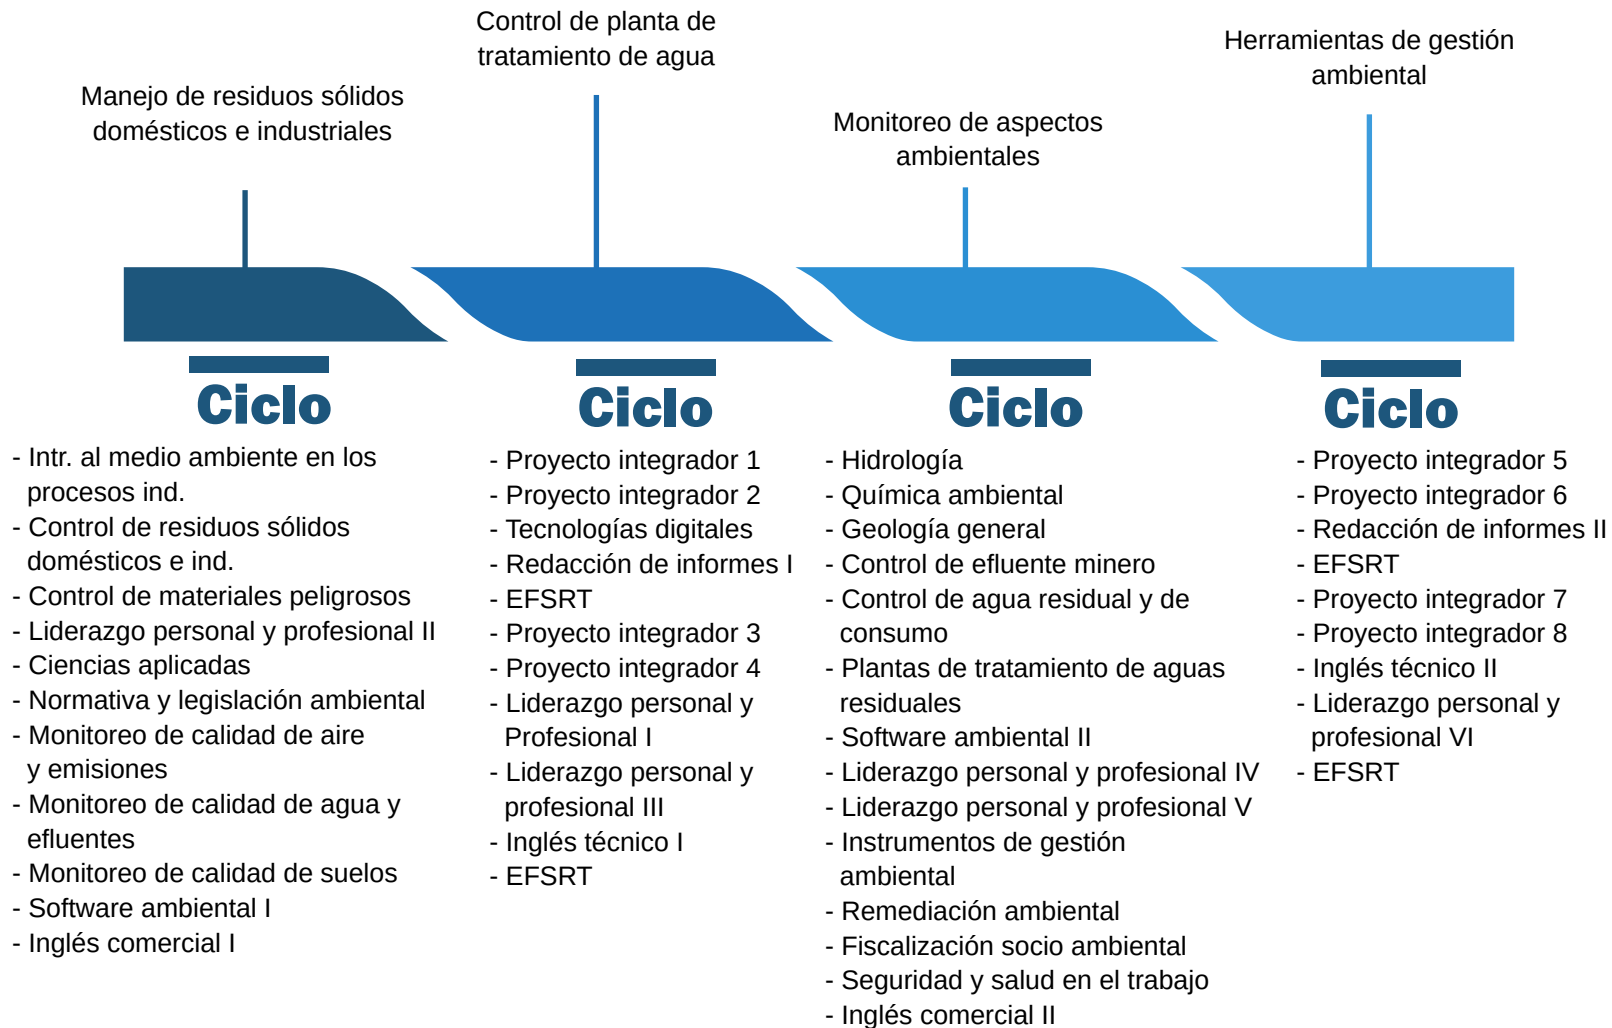 Manejo de residuos sólidos
domésticos e industriales
Control de planta de
tratamiento de agua
Monitoreo de aspectos
ambientales
Herramientas de gestión
ambiental
Ciclo
- Intr. al medio ambiente en los
procesos ind.
- Control de residuos sólidos
domésticos e ind.
- Control de materiales peligrosos
- Liderazgo personal y profesional II
- Ciencias aplicadas
- Normativa y legislación ambiental
- Monitoreo de calidad de aire
y emisiones
- Monitoreo de calidad de agua y
efluentes
- Monitoreo de calidad de suelos
- Software ambiental I
- Inglés comercial I
Ciclo
- Proyecto integrador 1
- Proyecto integrador 2
- Tecnologías digitales
- Redacción de informes I
- EFSRT
- Proyecto integrador 3
- Proyecto integrador 4
- Liderazgo personal y
Profesional I
- Liderazgo personal y
profesional III
- Inglés técnico I
- EFSRT
Ciclo
- Hidrología
- Química ambiental
- Geología general
- Control de efluente minero
- Control de agua residual y de
consumo
- Plantas de tratamiento de aguas
residuales
- Software ambiental II
- Liderazgo personal y profesional IV
- Liderazgo personal y profesional V
- Instrumentos de gestión
ambiental
- Remediación ambiental
- Fiscalización socio ambiental
- Seguridad y salud en el trabajo
- Inglés comercial II
Ciclo
- Proyecto integrador 5
- Proyecto integrador 6
- Redacción de informes II
- EFSRT
- Proyecto integrador 7
- Proyecto integrador 8
- Inglés técnico II
- Liderazgo personal y
profesional VI
- EFSRT